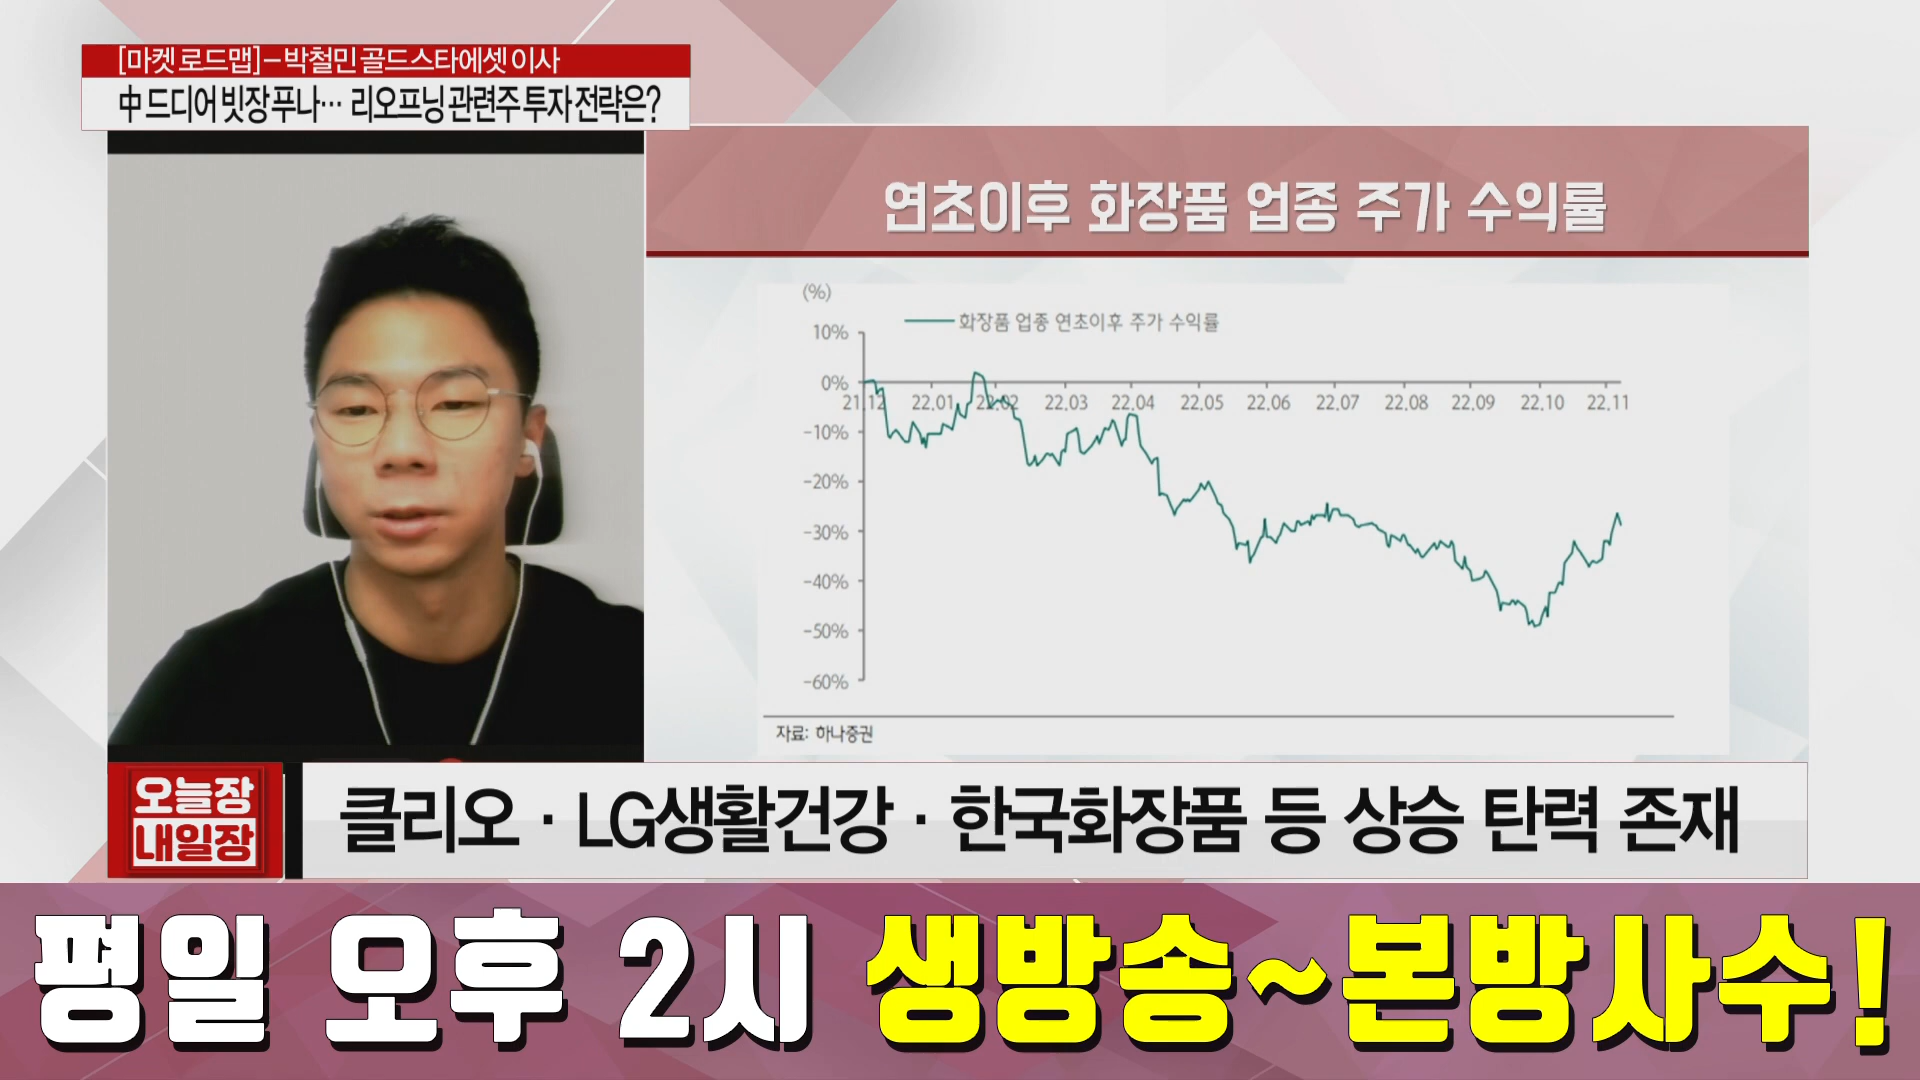 [마켓 로드맵] – 박철민 골드스타에셋 이사
中 드디어 빗장 푸나… 리오프닝 관련주 투자 전략은?
연초이후 화장품 업종 주가 수익률
(%)
화장품 업종 연초이후 주가 수익률
10%
0%
21.12 22.01 22.02 22.03 22.04 22.05 22.06 22.07 22.08 22.09 22.10 22.11
-10%
-20%
-30%
-40%
-50%
-60%
자료: 하나증권
오늘장
내일장
클리오 · LG생활건강 · 한국화장품 등 상승 탄력 존재
평일 오후 2시 생방송~본방사수!